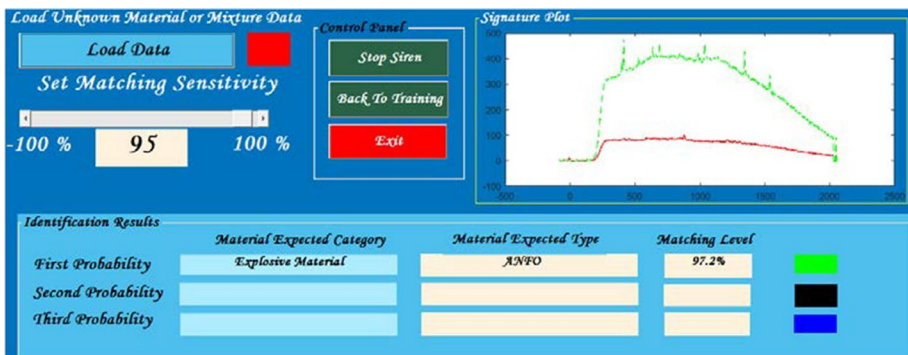 Load Unknown Material or Mixture Data
Load Data
Set Matching Sensitivity
-100 %
95
100 %
Control Panel
Stop Siren
Back To Training
Exit
Signature Plot
600
500
400
300
200
100
0
-100
-500
0
500
1000
1500
2000
2500
Identification Results
Material Expected Category
Material Expected Type
Matching Level
First Probability
Explosive Material
ANFO
97.2%
Second Probability
Third Probability